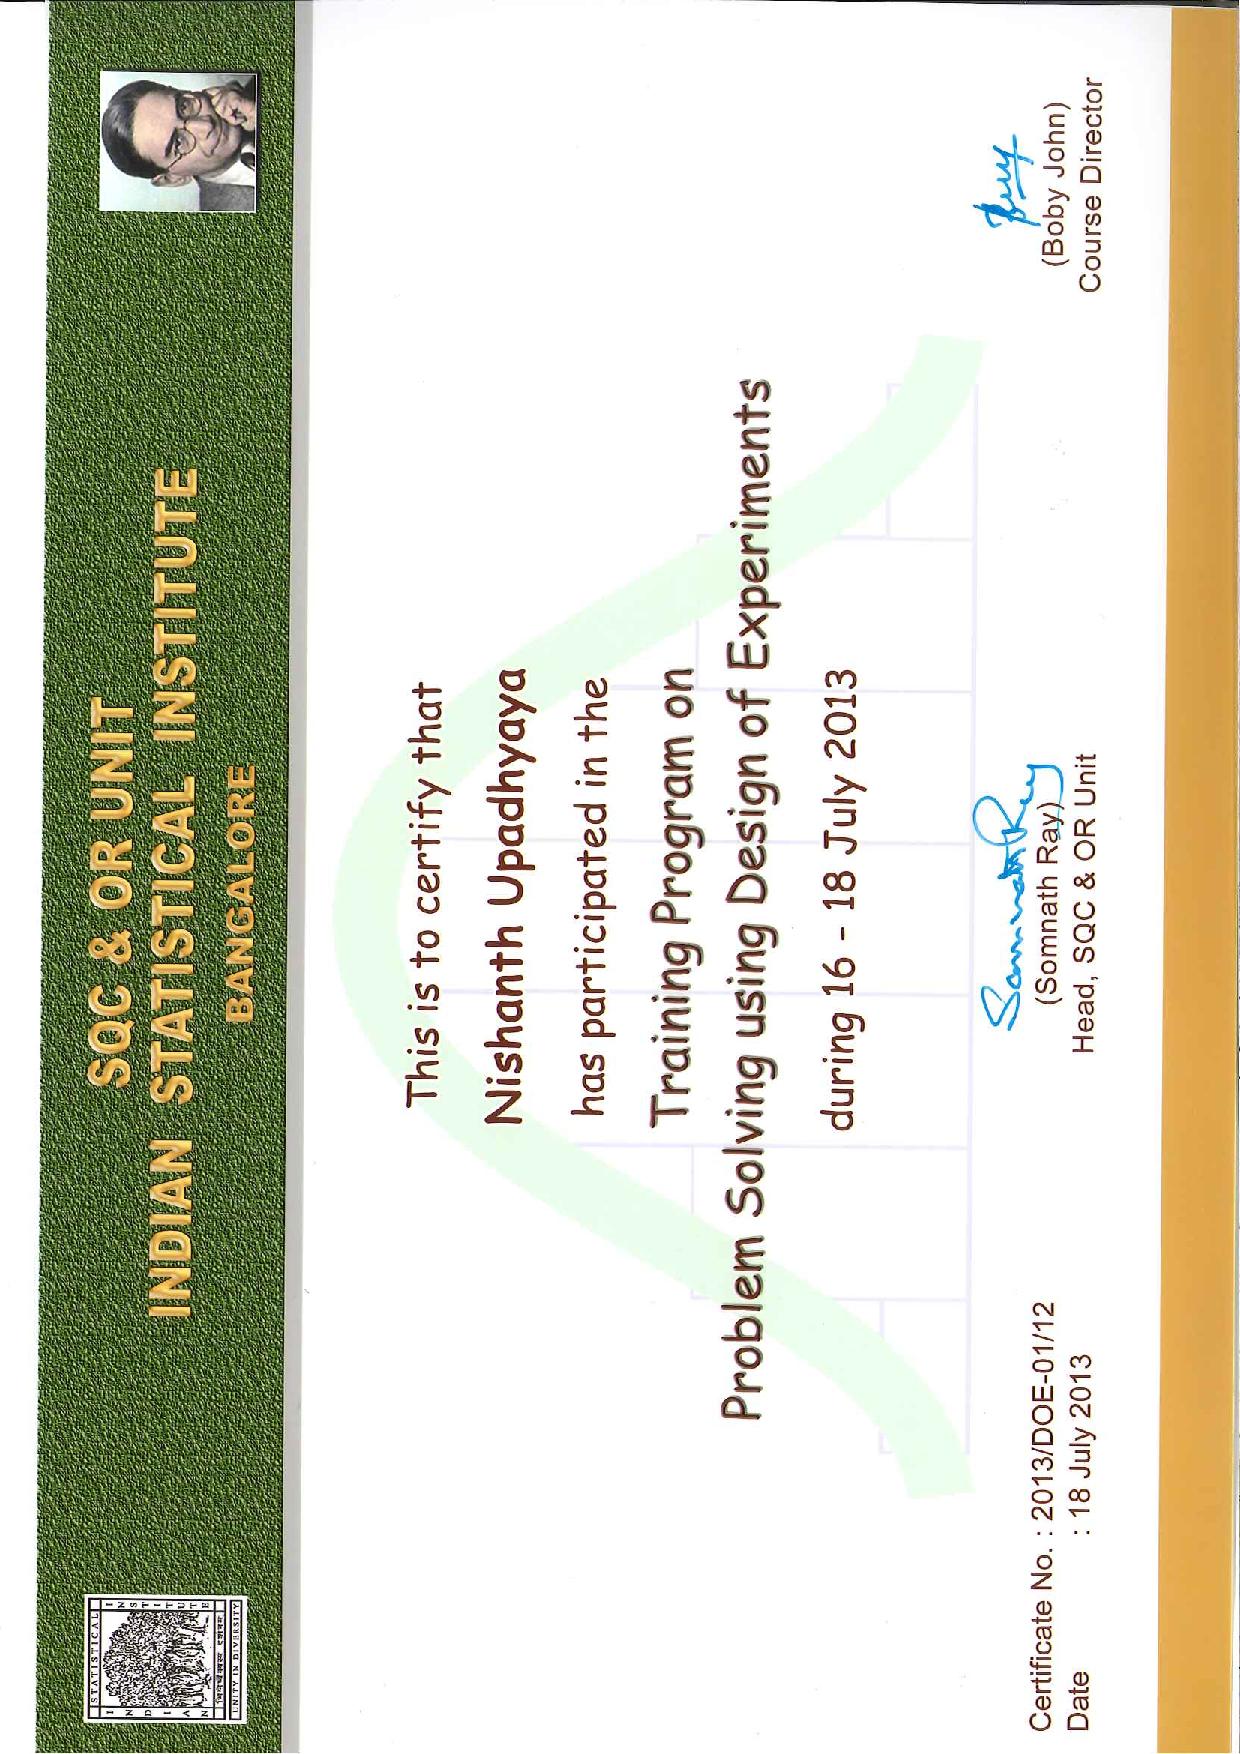 SQC & OR UNIT
INDIAN STATISTICAL INSTITUTE
BANGALORE
STATISTICAL
INDIAN
INSTITUTE
UNITY IN DIVERSITY
This is to certify that
Nishanth Upadhyaya
has participated in the
Training Program on
Problem Solving using Design of Experiments
during 16 - 18 July 2013
Certificate No. : 2013/DOE-01/12
Date : 18 July 2013
Somnath Ray
(Somnath Ray)
Head, SQC & OR Unit
(Boby John)
Course Director